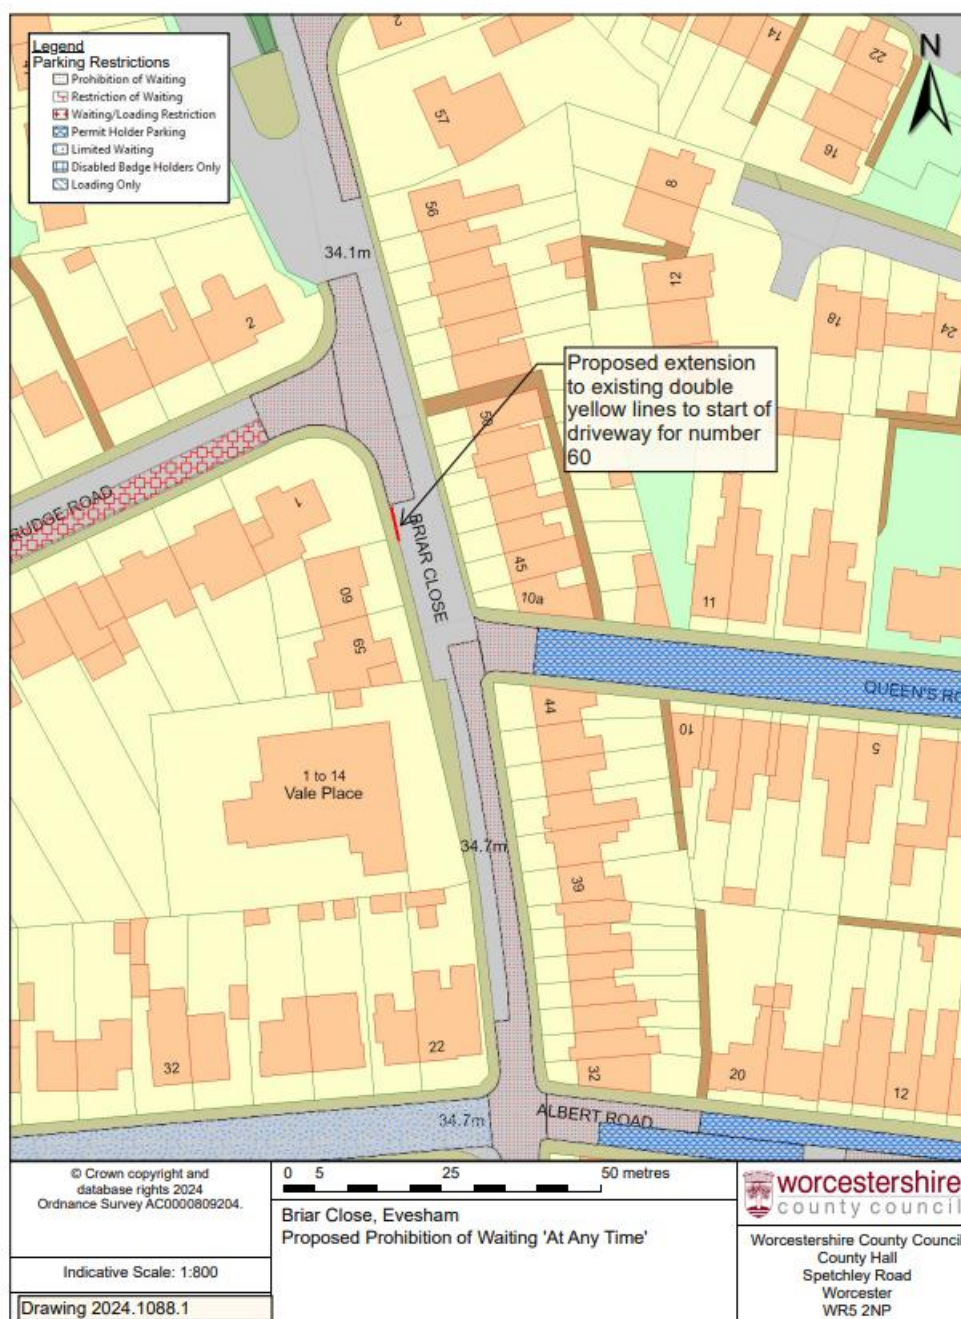 Legend
Parking Restrictions
Prohibition of Waiting
Restriction of Waiting
Waiting/Loading Restriction
Permit Holder Parking
Limited Waiting
Disabled Badge Holders Only
Loading Only
N
14
22
16
57
8
56
34.1m
12
18
24
2
Proposed extension
to existing double
yellow lines to start of
driveway for number
60
50
RUDGE ROAD
1
BRIAR CLOSE
45
10a
11
60
59
QUEEN'S RO
44
10
5
1 to 14
Vale Place
34.7m
39
32
22
32
20
12
ALBERT ROAD
34.7m
© Crown copyright and
database rights 2024
Ordnance Survey AC0000809204.
0 5 25 50 metres
Briar Close, Evesham
Proposed Prohibition of Waiting 'At Any Time'
worcestershire
county council
Worcestershire County Council
County Hall
Spetchley Road
Worcester
WR5 2NP
Indicative Scale: 1:800
Drawing 2024.1088.1